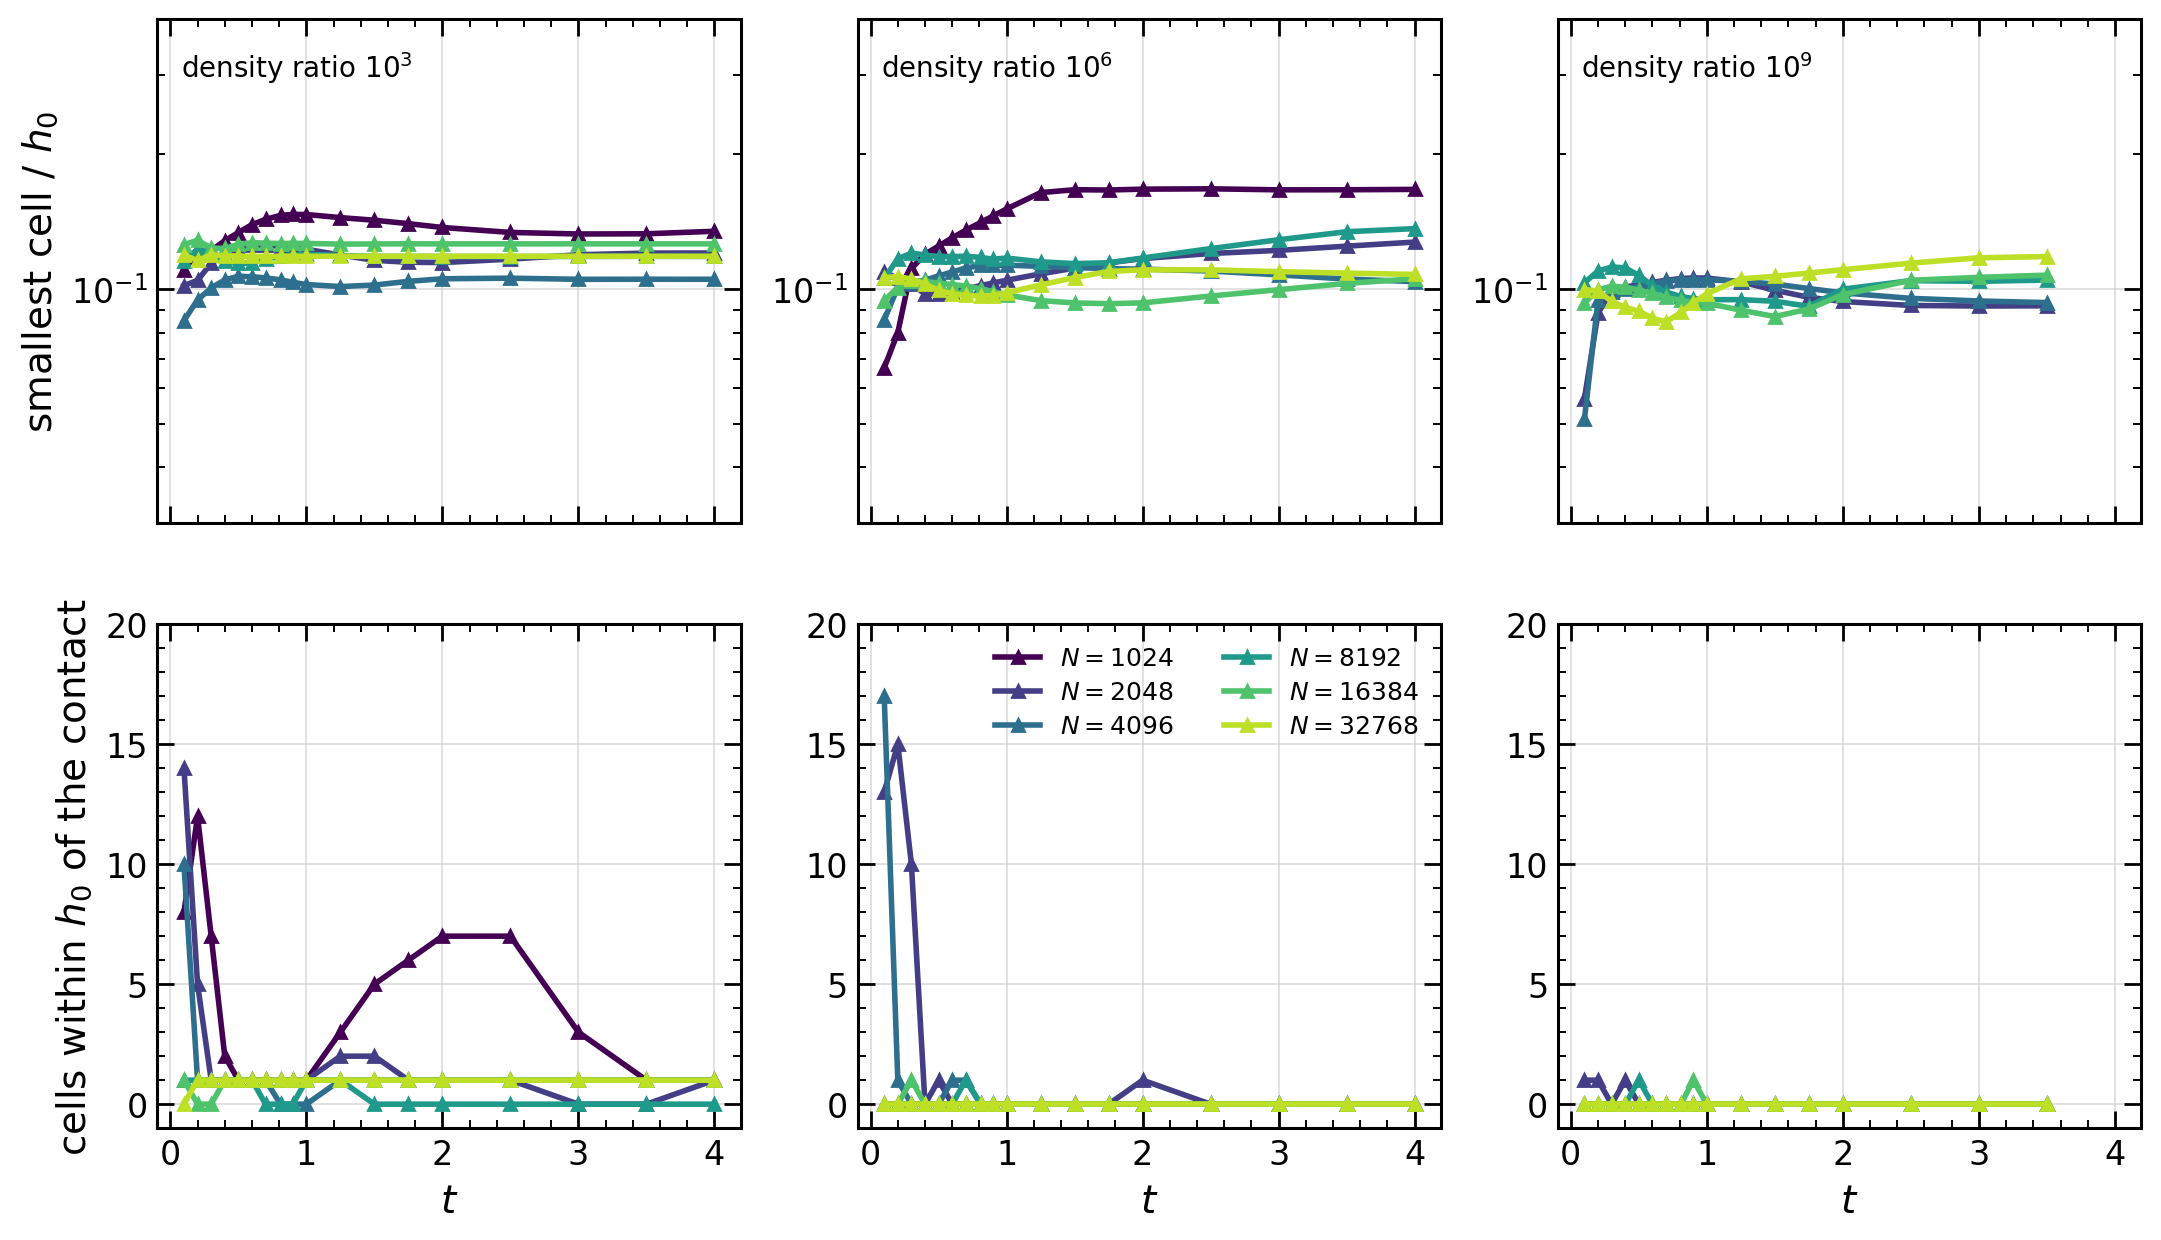 density ratio 10³
density ratio 10⁶
density ratio 10⁹
smallest cell / h₀
10⁻¹
10⁻¹
10⁻¹
cells within h₀ of the contact
20
15
10
5
0
20
15
10
5
0
20
15
10
5
0
N = 1024
N = 2048
N = 4096
N = 8192
N = 16384
N = 32768
0 1 2 3 4
0 1 2 3 4
0 1 2 3 4
t
t
t